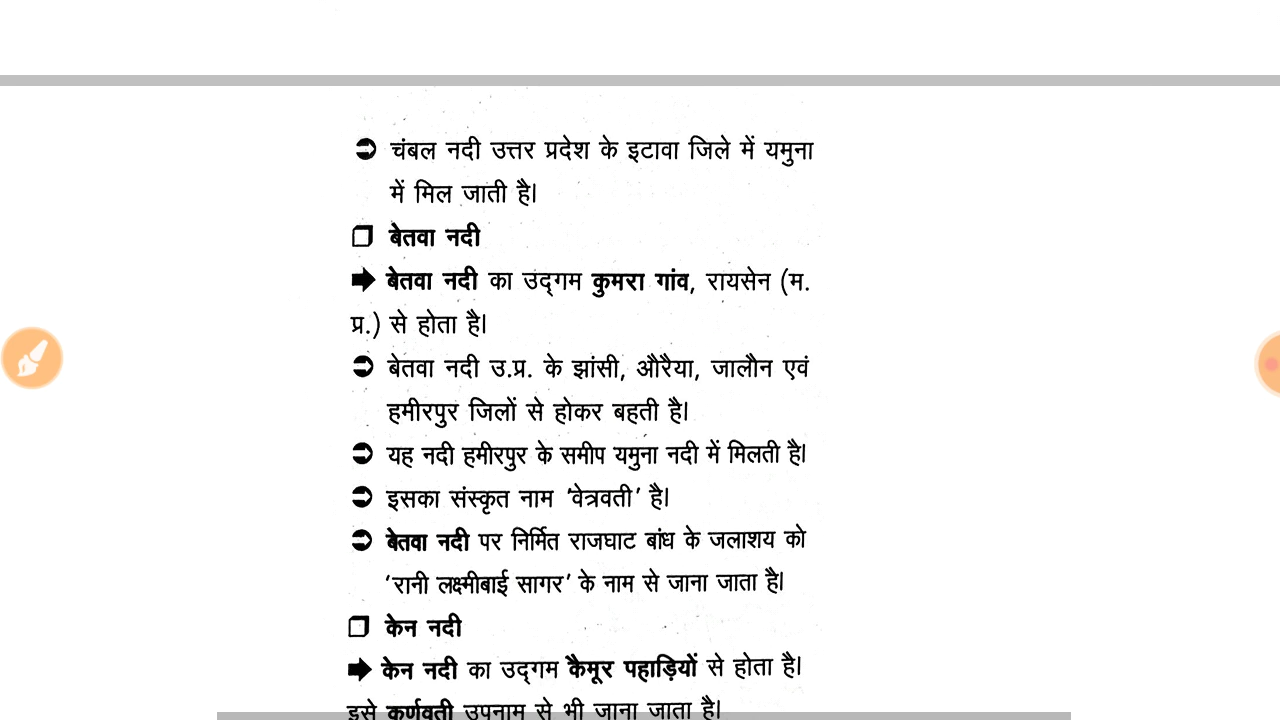 ➲ चंबल नदी उत्तर प्रदेश के इटावा जिले में यमुना
में मिल जाती है।
❒ बेतवा नदी
➡ बेतवा नदी का उद्‌गम कुमरा गांव, रायसेन (म.
प्र.) से होता है।
➲ बेतवा नदी उ.प्र. के झांसी, औरैया, जालौन एवं
हमीरपुर जिलों से होकर बहती है।
➲ यह नदी हमीरपुर के समीप यमुना नदी में मिलती है।
➲ इसका संस्कृत नाम ‘वेत्रवती’ है।
➲ बेतवा नदी पर निर्मित राजघाट बांध के जलाशय को
‘रानी लक्ष्मीबाई सागर’ के नाम से जाना जाता है।
❒ केन नदी
➡ केन नदी का उद्‌गम कैमूर पहाड़ियों से होता है।
इसे कर्णवती उपनाम से भी जाना जाता है।